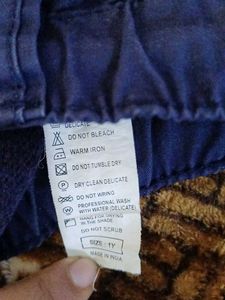 DELICATE
DO NOT BLEACH
WARM IRON
DO NOT TUMBLE DRY
DRY CLEAN DELICATE
DO NOT WRING
PROFESSIONAL WASH
WITH WATER (DELICATE)
HANG FOR DRYING
IN THE SHADE
DO NOT SCRUB
SIZE: 1Y
MADE IN INDIA